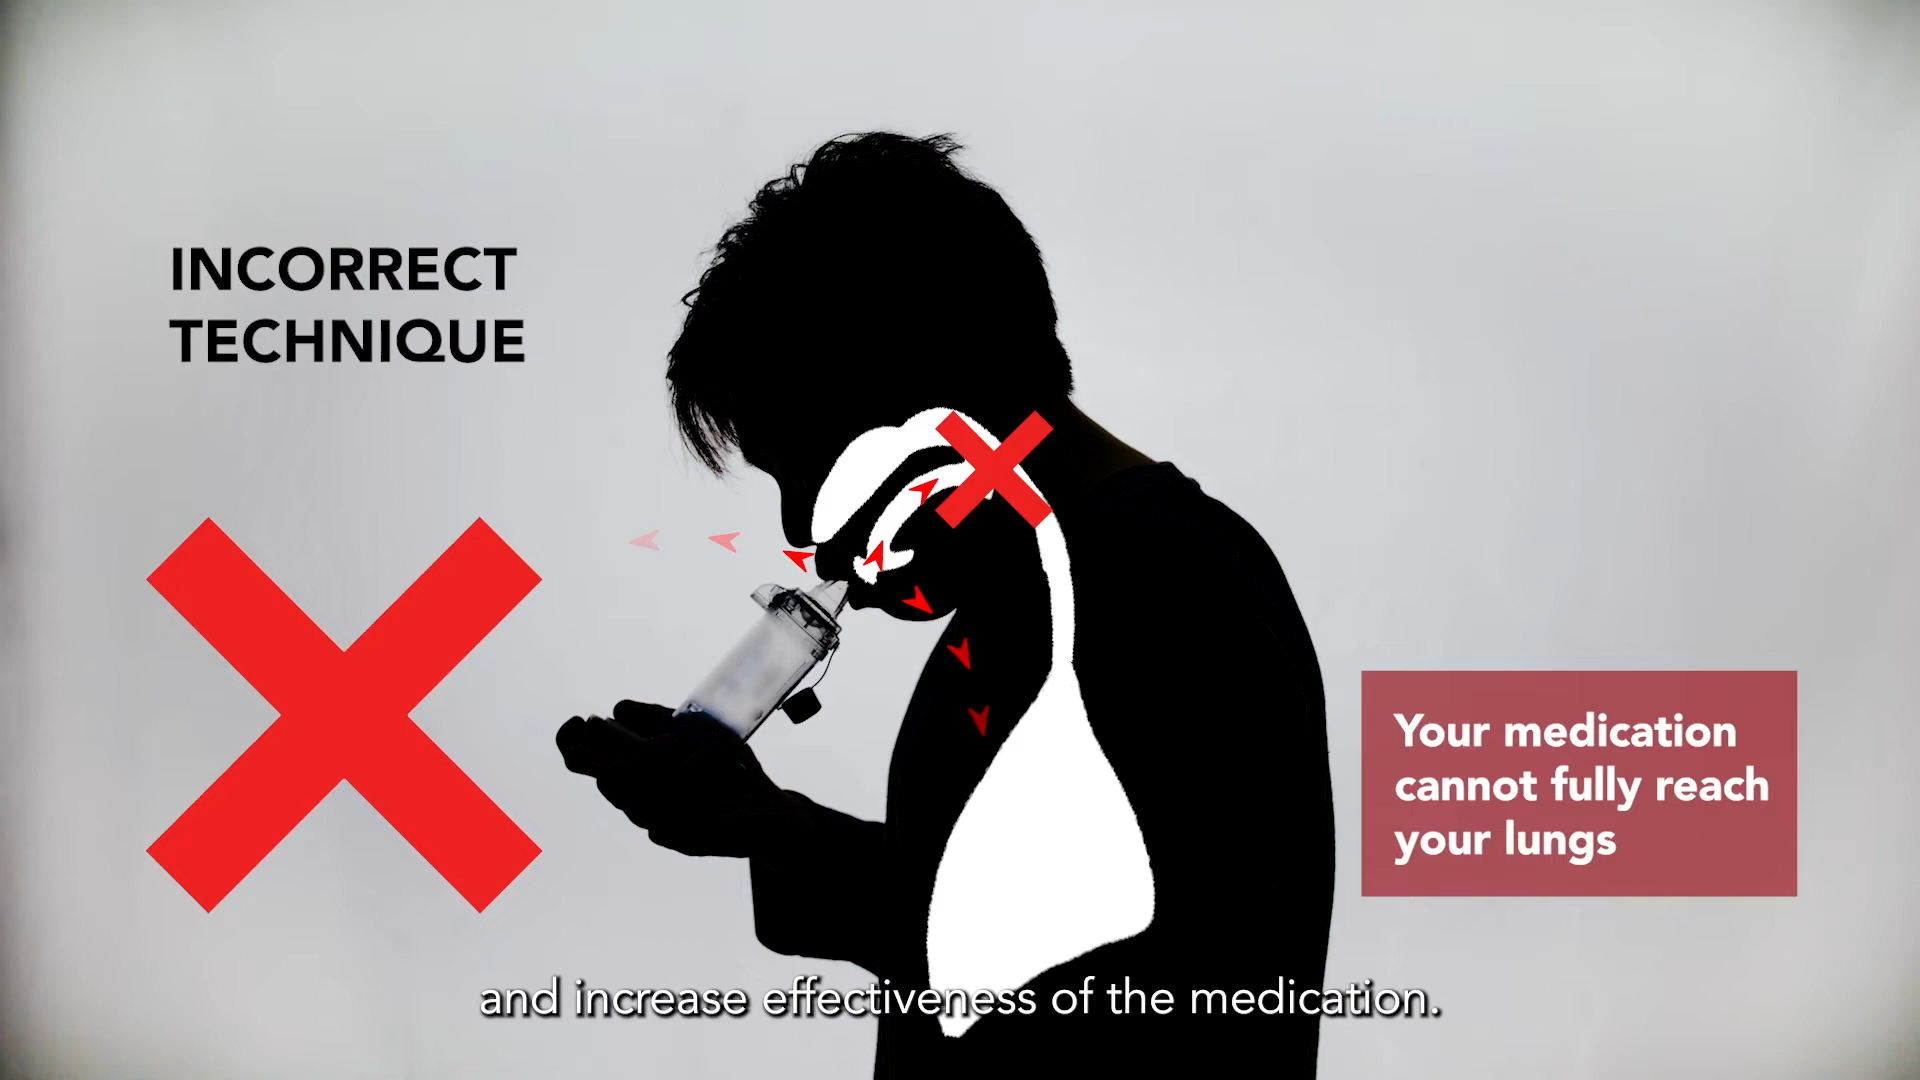 INCORRECT
TECHNIQUE
Your medication
cannot fully reach
your lungs
and increase effectiveness of the medication.